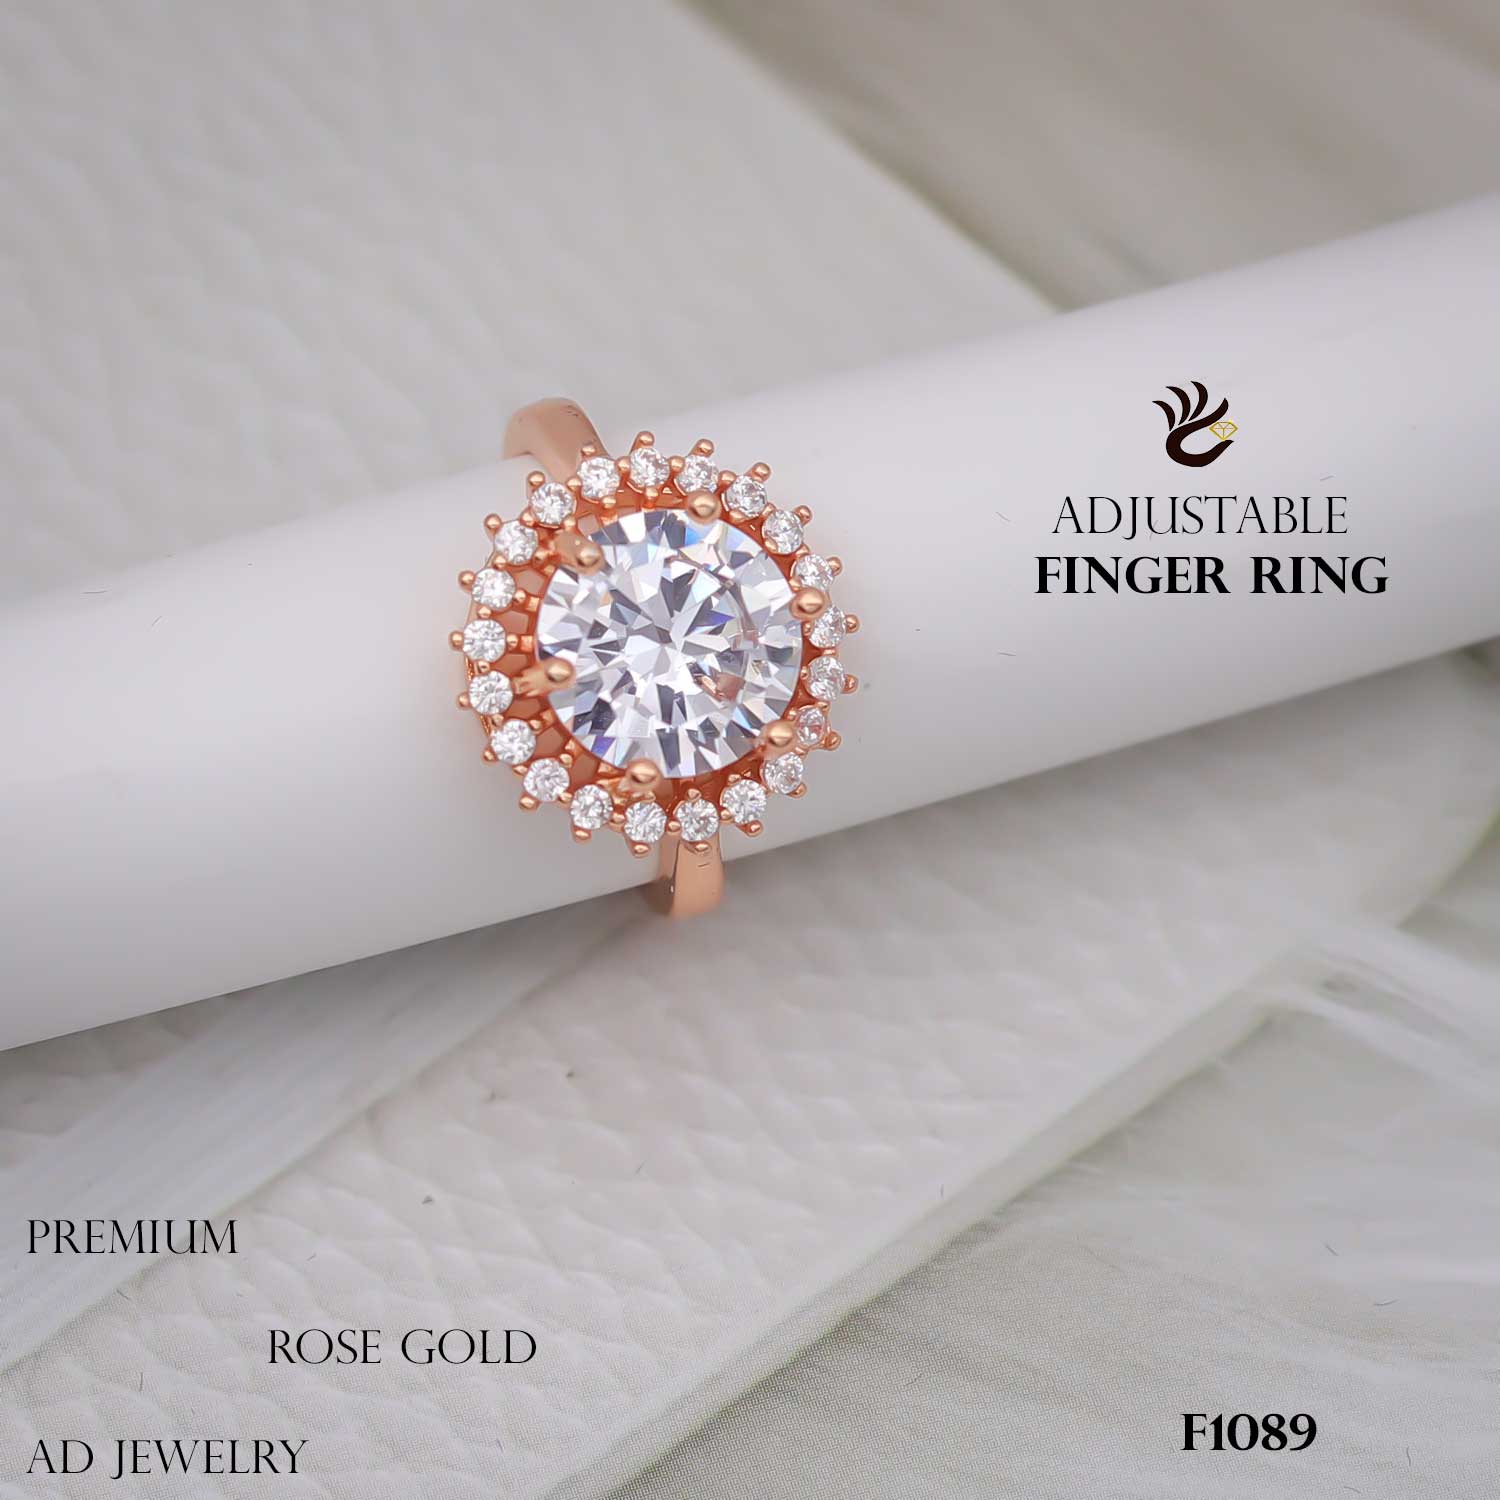 ADJUSTABLE
FINGER RING
PREMIUM
ROSE GOLD
AD JEWELRY
F1089